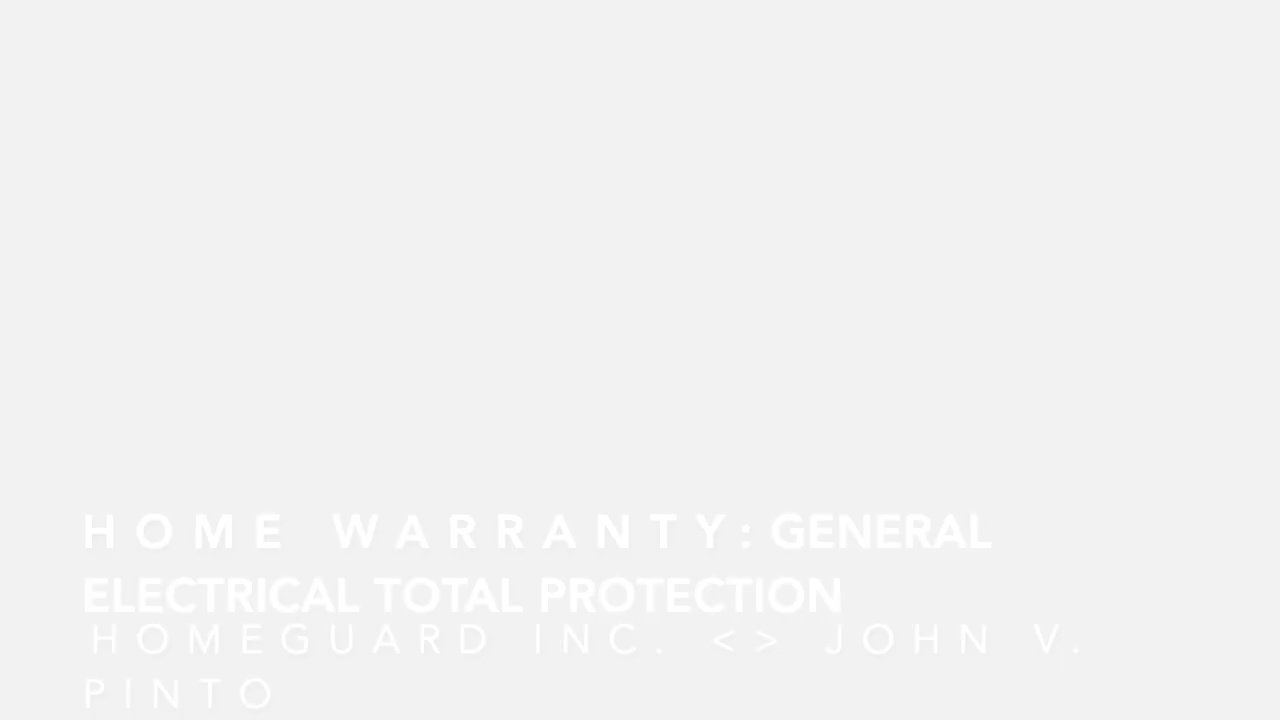 HOME WARRANTY: GENERAL
ELECTRICAL TOTAL PROTECTION
HOMEGUARD INC. <> JOHN V.
PINTO